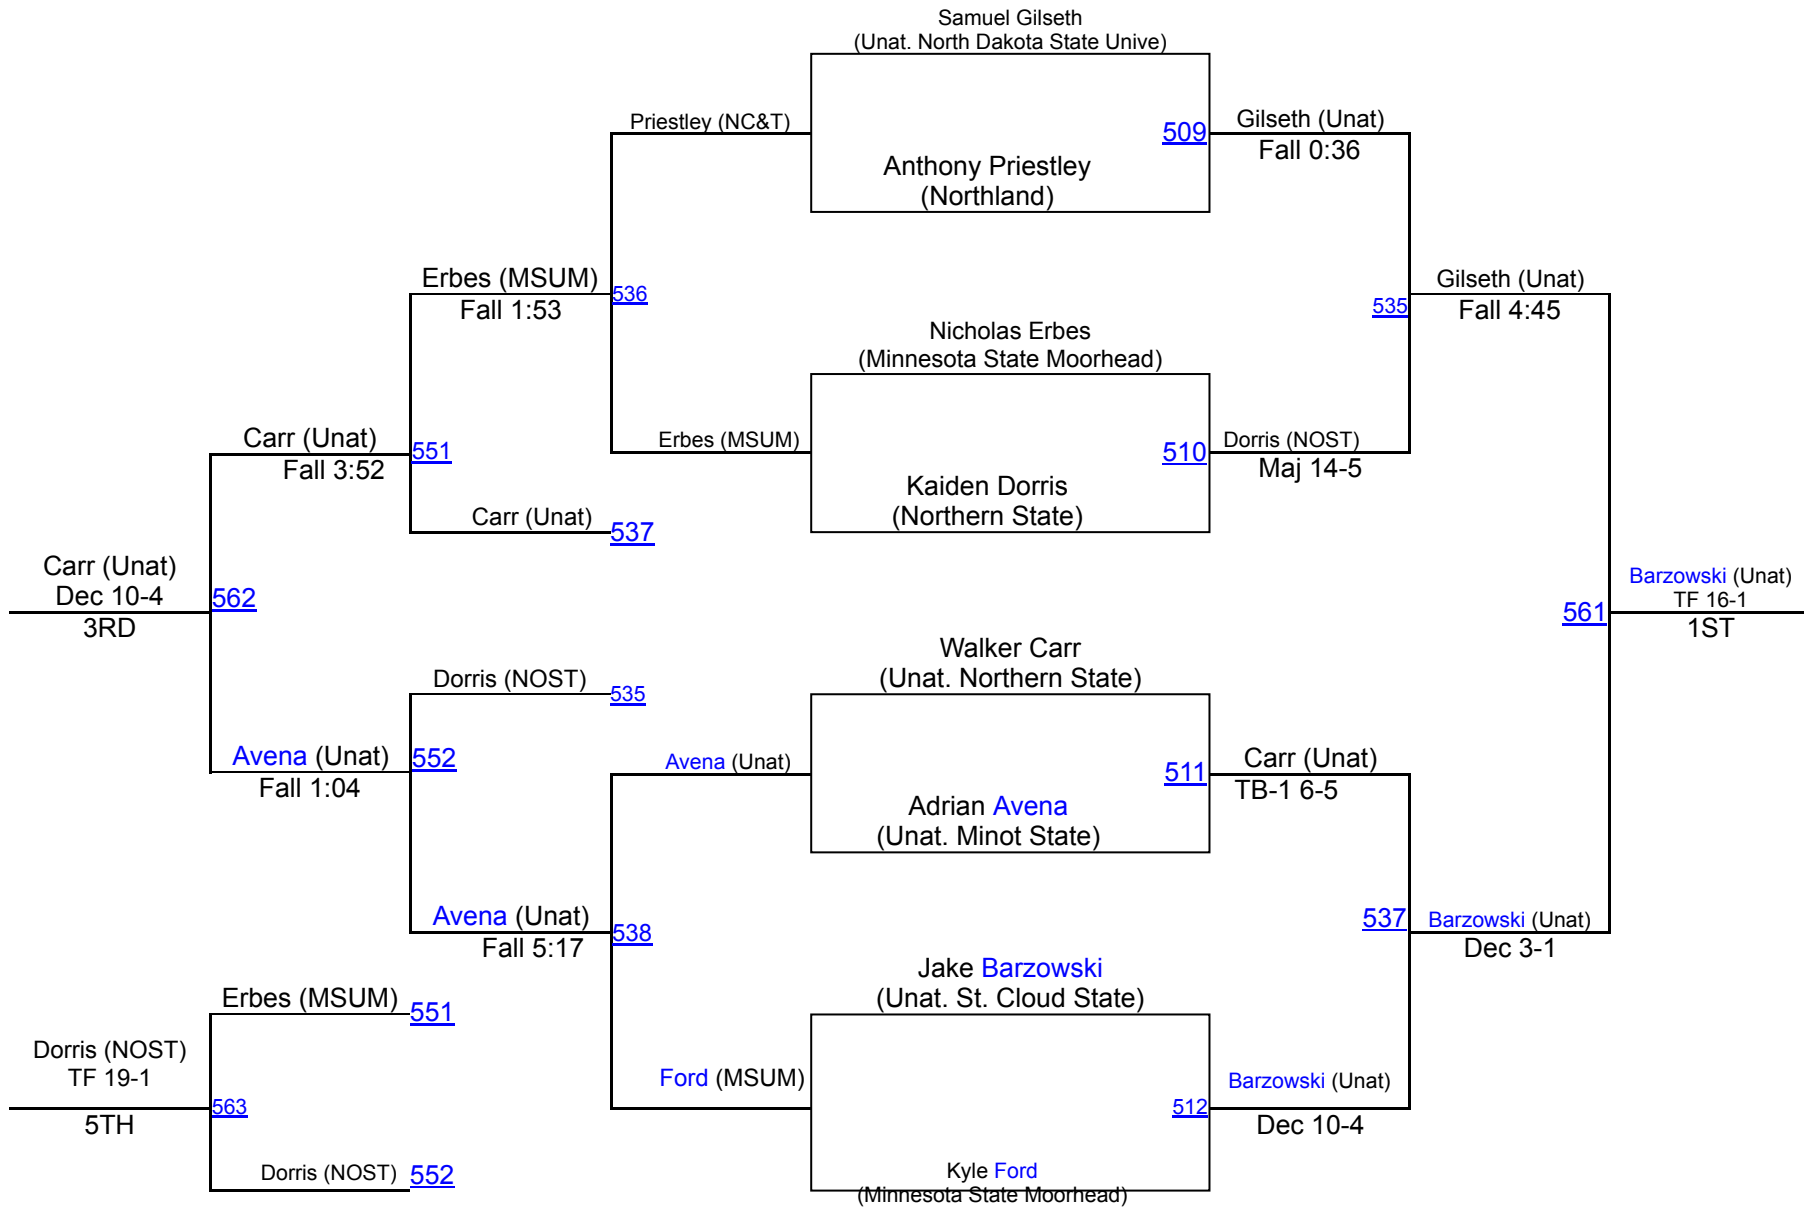 Samuel Gilseth
(Unat. North Dakota State Unive)
Priestley (NC&T)
509
Gilseth (Unat)
Fall 0:36
Anthony Priestley
(Northland)
Erbes (MSUM)
Fall 1:53
536
535
Gilseth (Unat)
Fall 4:45
Nicholas Erbes
(Minnesota State Moorhead)
Carr (Unat)
Fall 3:52
551
Erbes (MSUM)
510
Dorris (NOST)
Maj 14-5
Kaiden Dorris
(Northern State)
Carr (Unat)
537
Carr (Unat)
Dec 10-4
3RD
562
561
Barzowski (Unat)
TF 16-1
1ST
Walker Carr
(Unat. Northern State)
Dorris (NOST)
535
Avena (Unat)
Fall 1:04
552
Avena (Unat)
511
Carr (Unat)
TB-1 6-5
Adrian Avena
(Unat. Minot State)
Avena (Unat)
Fall 5:17
538
537
Barzowski (Unat)
Dec 3-1
Jake Barzowski
(Unat. St. Cloud State)
Erbes (MSUM)
551
Dorris (NOST)
TF 19-1
5TH
563
Ford (MSUM)
512
Barzowski (Unat)
Dec 10-4
Dorris (NOST)
552
Kyle Ford
(Minnesota State Moorhead)